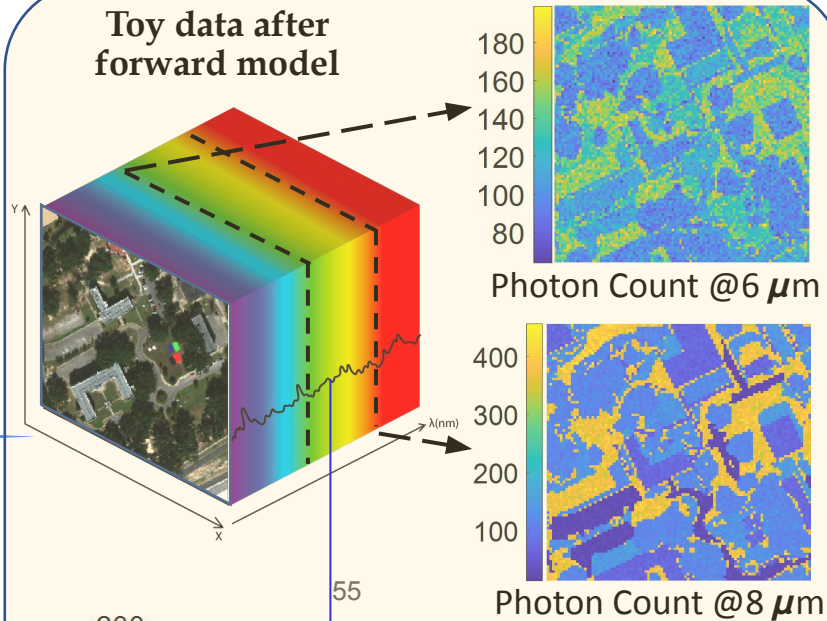 Toy data after
forward model
180
160
140
120
100
80
Photon Count @6 μm
Y
λ(nm)
X
400
300
200
100
Photon Count @8 μm
55